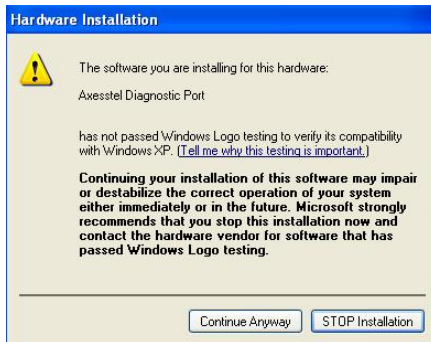 Hardware Installation
The software you are installing for this hardware:
Axesstel Diagnostic Port
has not passed Windows Logo testing to verify its compatibility
with Windows XP. (Tell me why this testing is important.)
Continuing your installation of this software may impair
or destabilize the correct operation of your system
either immediately or in the future. Microsoft strongly
recommends that you stop this installation now and
contact the hardware vendor for software that has
passed Windows Logo testing.
Continue Anyway
STOP Installation